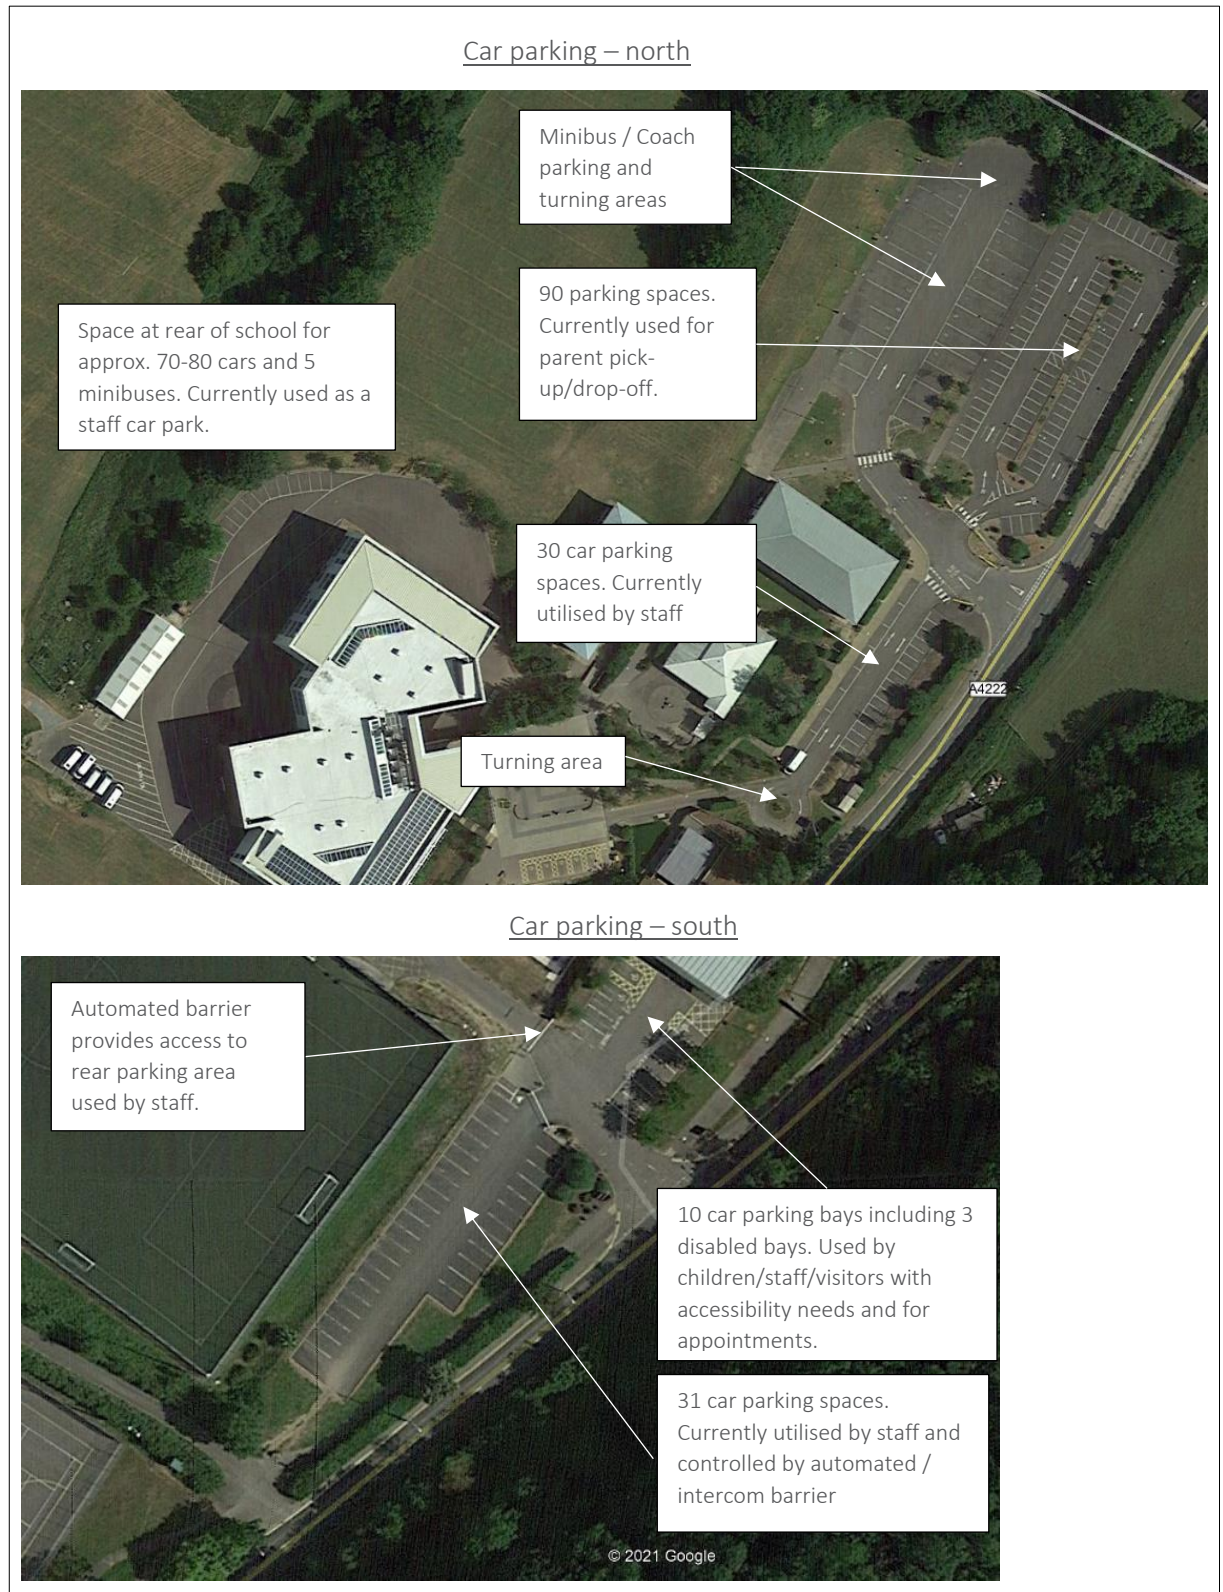 Car parking – north
Minibus / Coach
parking and
turning areas
90 parking spaces.
Currently used for
parent pick-
up/drop-off.
Space at rear of school for
approx. 70-80 cars and 5
minibuses. Currently used as a
staff car park.
30 car parking
spaces. Currently
utilised by staff
A4222
Turning area
Car parking – south
Automated barrier
provides access to
rear parking area
used by staff.
10 car parking bays including 3
disabled bays. Used by
children/staff/visitors with
accessibility needs and for
appointments.
31 car parking spaces.
Currently utilised by staff and
controlled by automated /
intercom barrier
© 2021 Google